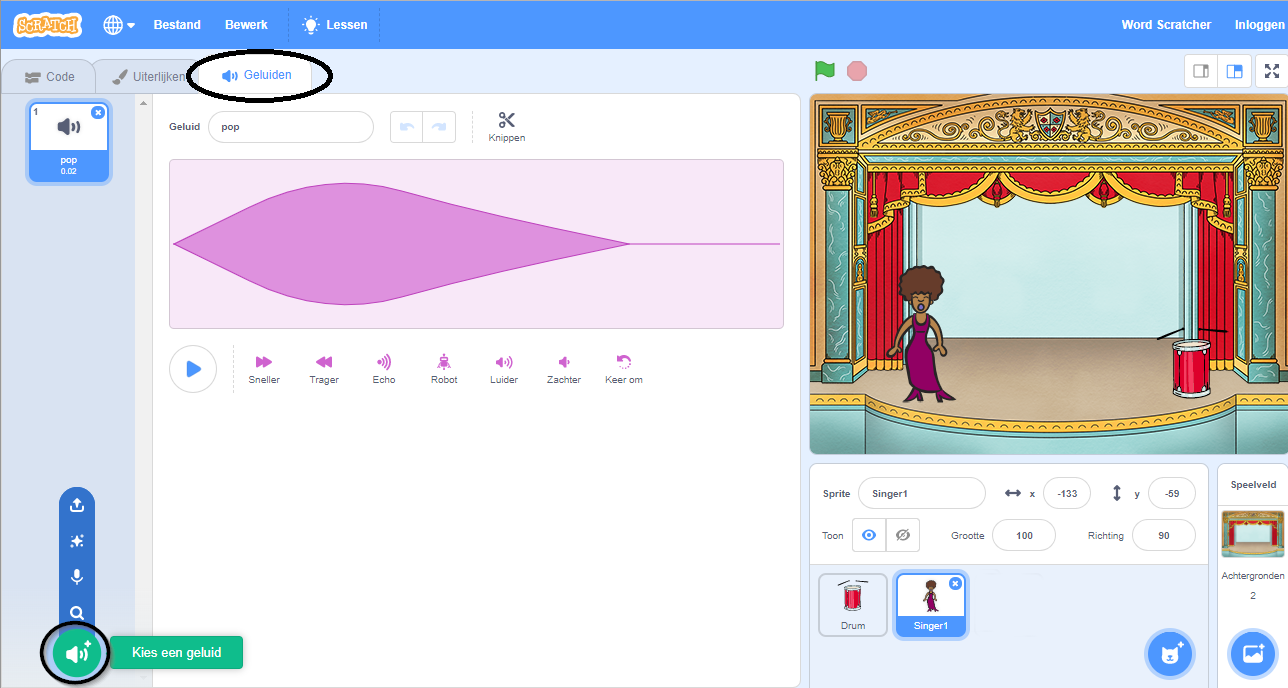 SCRATCH
Bestand
Bewerk
Lessen
Word Scratcher
Inloggen
Code
Uiterlijken
Geluiden
1
pop
0.02
Geluid
pop
Knippen
Sneller
Trager
Echo
Robot
Luider
Zachter
Keer om
Kies een geluid
Sprite
Singer1
x
-133
y
-59
Toon
Grootte
100
Richting
90
Drum
Singer1
Speelveld
Achtergronden
2